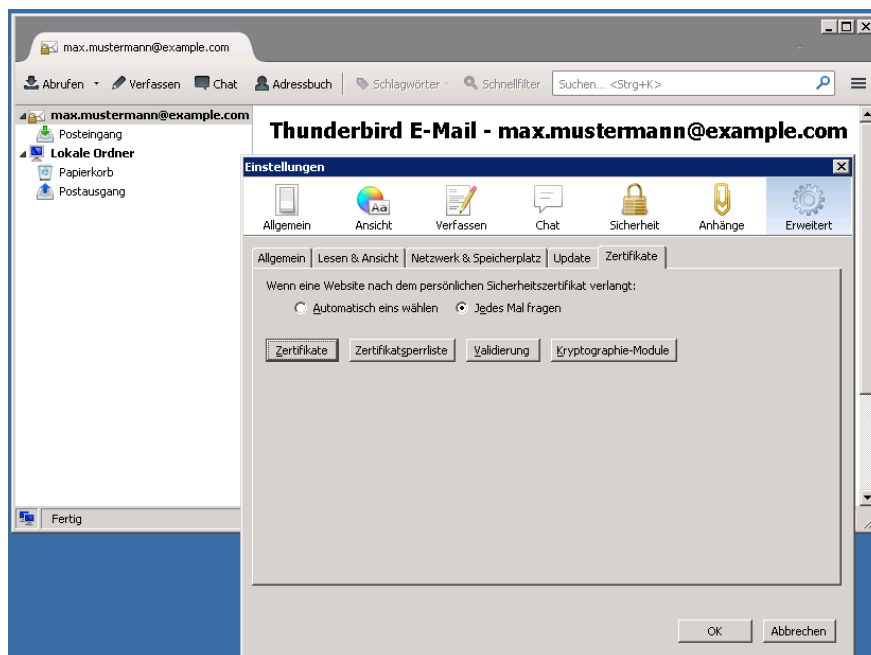 max.mustermann@example.com
Abrufen Verfassen Chat Adressbuch Schlagwörter Schnellfilter Suchen... <Strg+K>
max.mustermann@example.com
Posteingang
Lokale Ordner
Papierkorb
Postausgang
Thunderbird E-Mail - max.mustermann@example.com
Einstellungen
Aa
Allgemein Ansicht Verfassen Chat Sicherheit Anhänge Erweitert
Allgemein Lesen & Ansicht Netzwerk & Speicherplatz Update Zertifikate
Wenn eine Website nach dem persönlichen Sicherheitszertifikat verlangt:
Automatisch eins wählen Jedes Mal fragen
Zertifikate Zertifikatsperrliste Validierung Kryptographie-Module
Fertig
OK Abbrechen